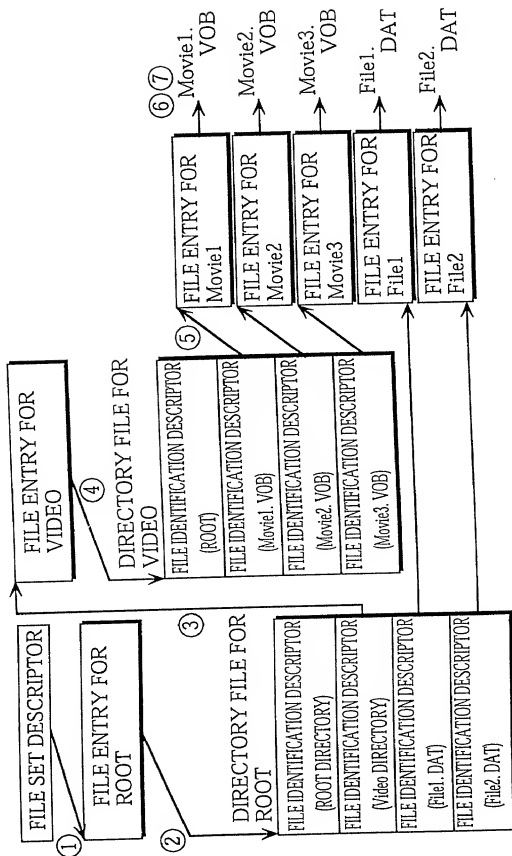 FILE SET DESCRIPTOR
①
FILE ENTRY FOR
ROOT
②
DIRECTORY FILE FOR
ROOT
FILE IDENTIFICATION DESCRIPTOR
(ROOT DIRECTORY)
FILE IDENTIFICATION DESCRIPTOR
(Video DIRECTORY)
FILE IDENTIFICATION DESCRIPTOR
(File1. DAT)
FILE IDENTIFICATION DESCRIPTOR
(File2. DAT)
③
FILE ENTRY FOR
VIDEO
④
DIRECTORY FILE FOR
VIDEO
FILE IDENTIFICATION DESCRIPTOR
(ROOT)
FILE IDENTIFICATION DESCRIPTOR
(Movie1. VOB)
FILE IDENTIFICATION DESCRIPTOR
(Movie2. VOB)
FILE IDENTIFICATION DESCRIPTOR
(Movie3. VOB)
⑤
FILE ENTRY FOR
Movie1
FILE ENTRY FOR
Movie2
FILE ENTRY FOR
Movie3
FILE ENTRY FOR
File1
FILE ENTRY FOR
File2
⑥⑦
Movie1.
VOB
Movie2.
VOB
Movie3.
VOB
File1.
DAT
File2.
DAT